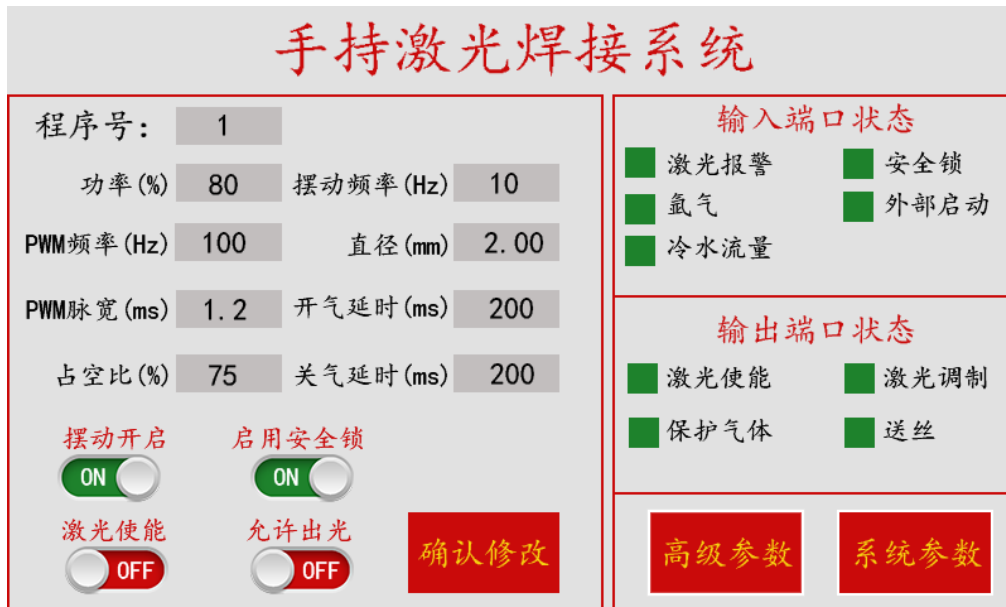 手持激光焊接系统
程序号: 1
功率(%) 80 摆动频率(Hz) 10
PWM频率(Hz) 100 直径(mm) 2.00
PWM脉宽(ms) 1.2 开气延时(ms) 200
占空比(%) 75 关气延时(ms) 200
摆动开启 启用安全锁
ON ON
激光使能 允许出光
OFF OFF
确认修改
输入端口状态
激光报警 安全锁
氩气 外部启动
冷水流量
输出端口状态
激光使能 激光调制
保护气体 送丝
高级参数 系统参数